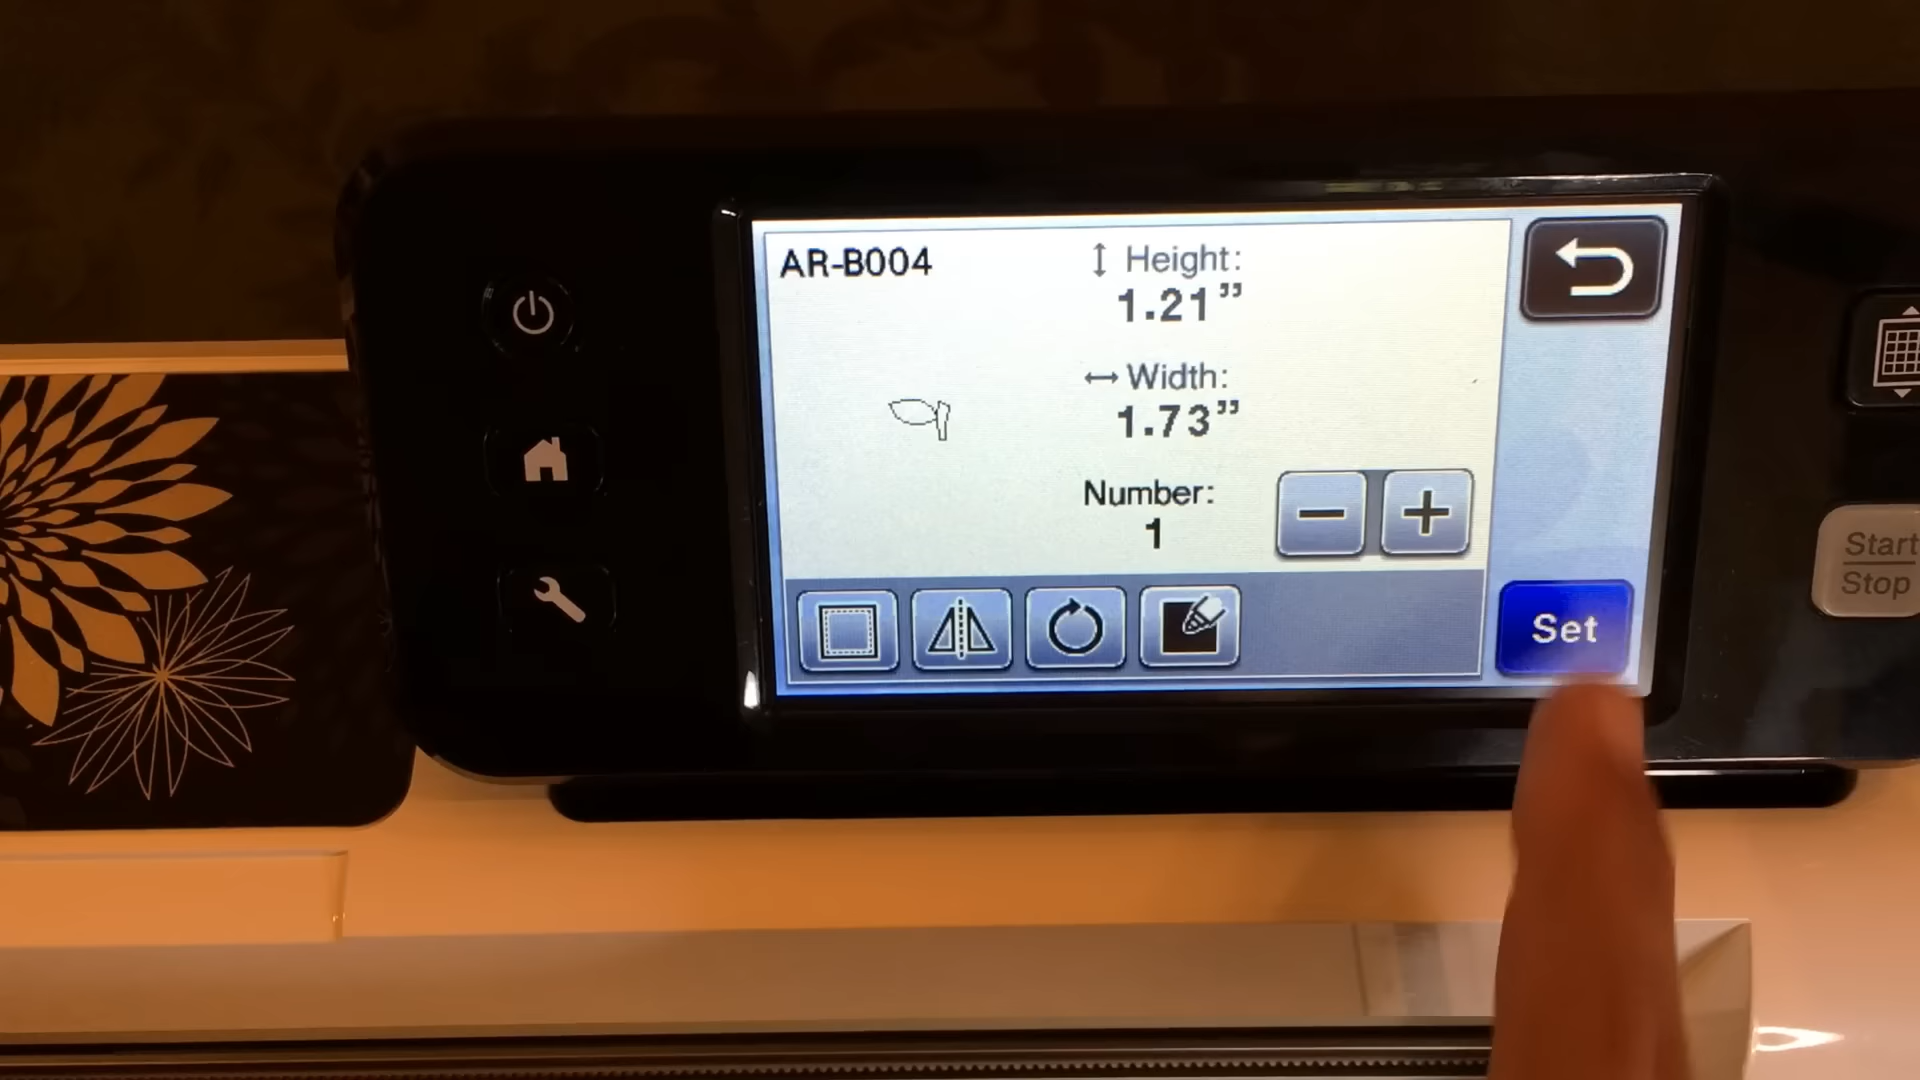 AR-B004
Height:
1.21"
Width:
1.73"
Number:
1
Set
Start
Stop